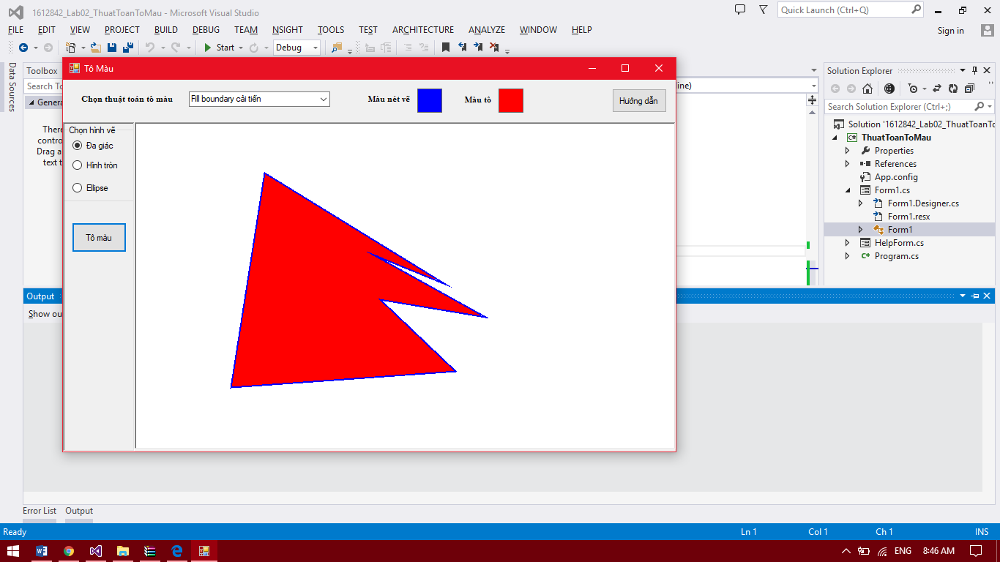 1612842_Lab02_ThuatToanToMau - Microsoft Visual Studio
Quick Launch (Ctrl+Q)
FILE EDIT VIEW PROJECT BUILD DEBUG TEAM NSIGHT TOOLS TEST ARCHITECTURE ANALYZE WINDOW HELP
Sign in
Start
Debug
Data Sources
Toolbox
Search To
Genera
There
contro
Drag a
text t
Tô Màu
Chọn thuật toán tô màu
Fill boundary cải tiến
Màu nét vẽ
Màu tô
Hướng dẫn
Chọn hình vẽ
Đa giác
Hình tròn
Ellipse
Tô màu
ine)
Solution Explorer
Search Solution Explorer (Ctrl+;)
Solution '1612842_Lab02_ThuatToanTo
ThuatToanToMau
Properties
References
App.config
Form1.cs
Form1.Designer.cs
Form1.resx
Form1
HelpForm.cs
Program.cs
Output
Show ou
Error List Output
Ready
Ln 1 Col 1 Ch 1 INS
ENG 8:46 AM